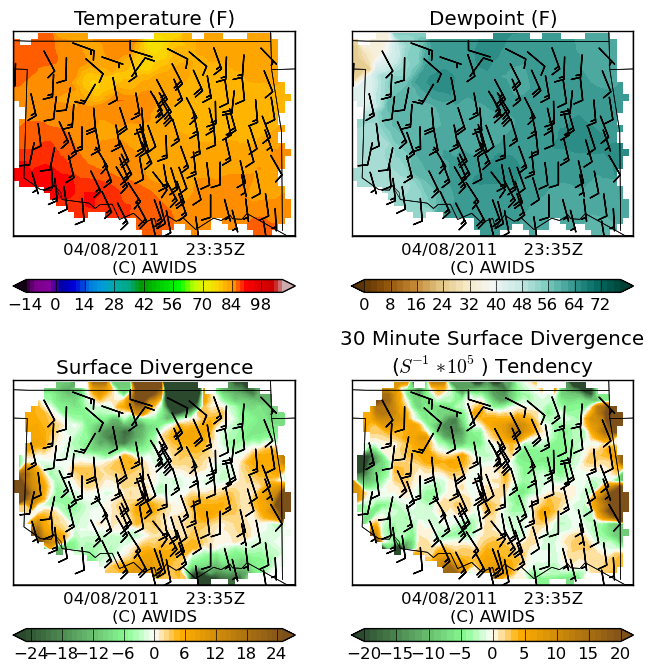 Temperature (F)
Dewpoint (F)
04/08/2011 23:35Z
(C) AWIDS
04/08/2011 23:35Z
(C) AWIDS
−14 0 14 28 42 56 70 84 98
0 8 16 24 32 40 48 56 64 72
Surface Divergence
30 Minute Surface Divergence
(S⁻¹ *10⁵ ) Tendency
04/08/2011 23:35Z
(C) AWIDS
04/08/2011 23:35Z
(C) AWIDS
−24−18−12 −6 0 6 12 18 24
−20−15−10 −5 0 5 10 15 20